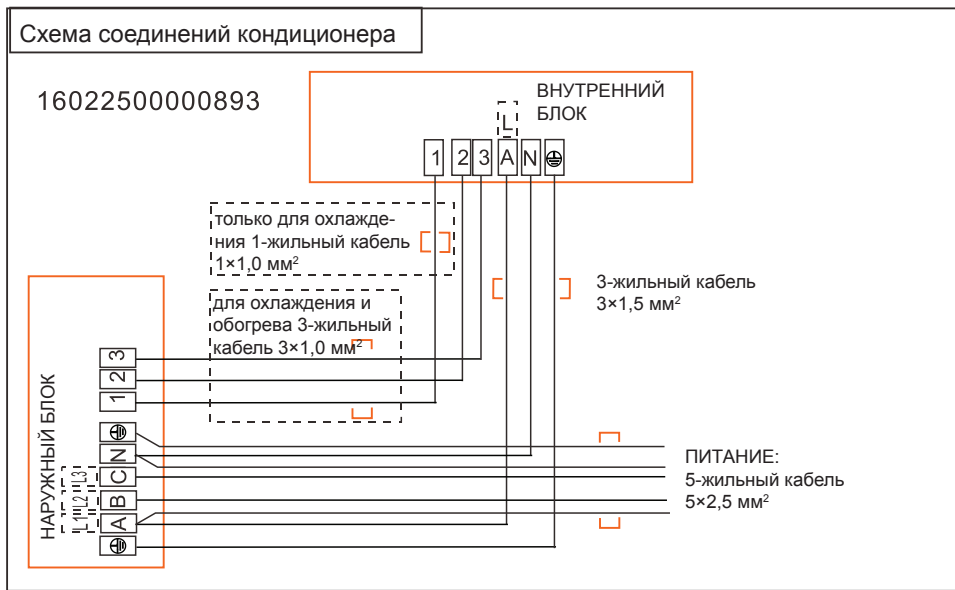 Схема соединений кондиционера
16022500000893
ВНУТРЕННИЙ
БЛОК
L
1 2 3 A N
только для охлажде-
ния 1-жильный кабель
1×1,0 мм²
3-жильный кабель
3×1,5 мм²
для охлаждения и
обогрева 3-жильный
кабель 3×1,0 мм²
НАРУЖНЫЙ БЛОК
3
2
1
N
L3 C
L2 B
L1 A
ПИТАНИЕ:
5-жильный кабель
5×2,5 мм²